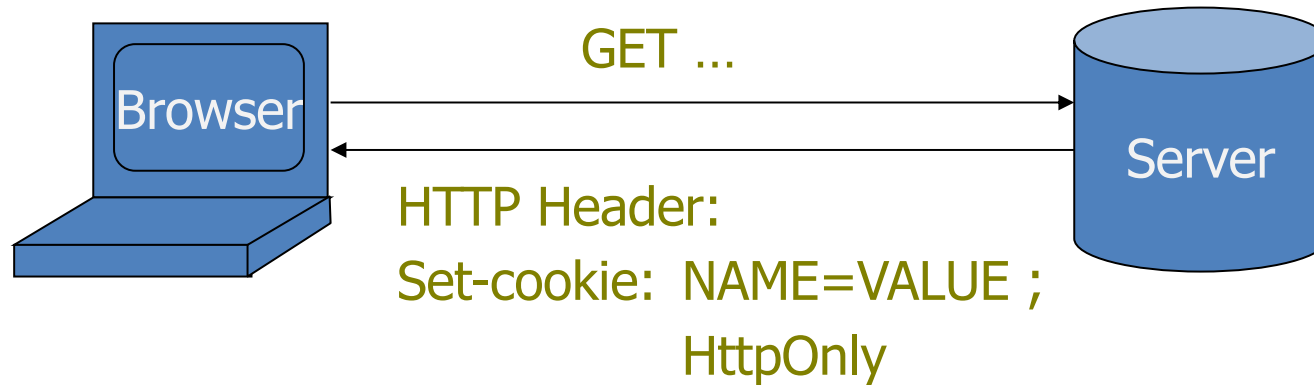 GET …
Browser
Server
HTTP Header:
Set-cookie: NAME=VALUE ;
HttpOnly